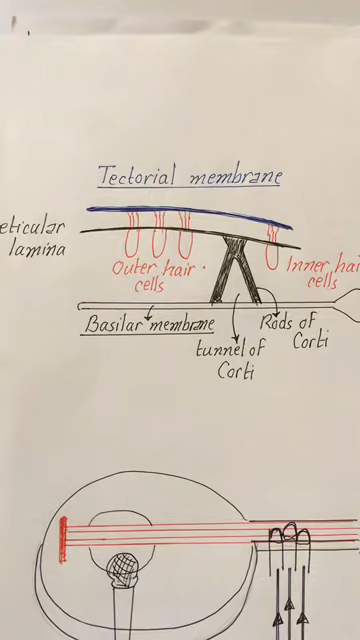 Tectorial membrane
eticular
lamina
Outer hair
cells
Inner hai
cells
Basilar membrane
Rods of
Corti
tunnel of
Corti